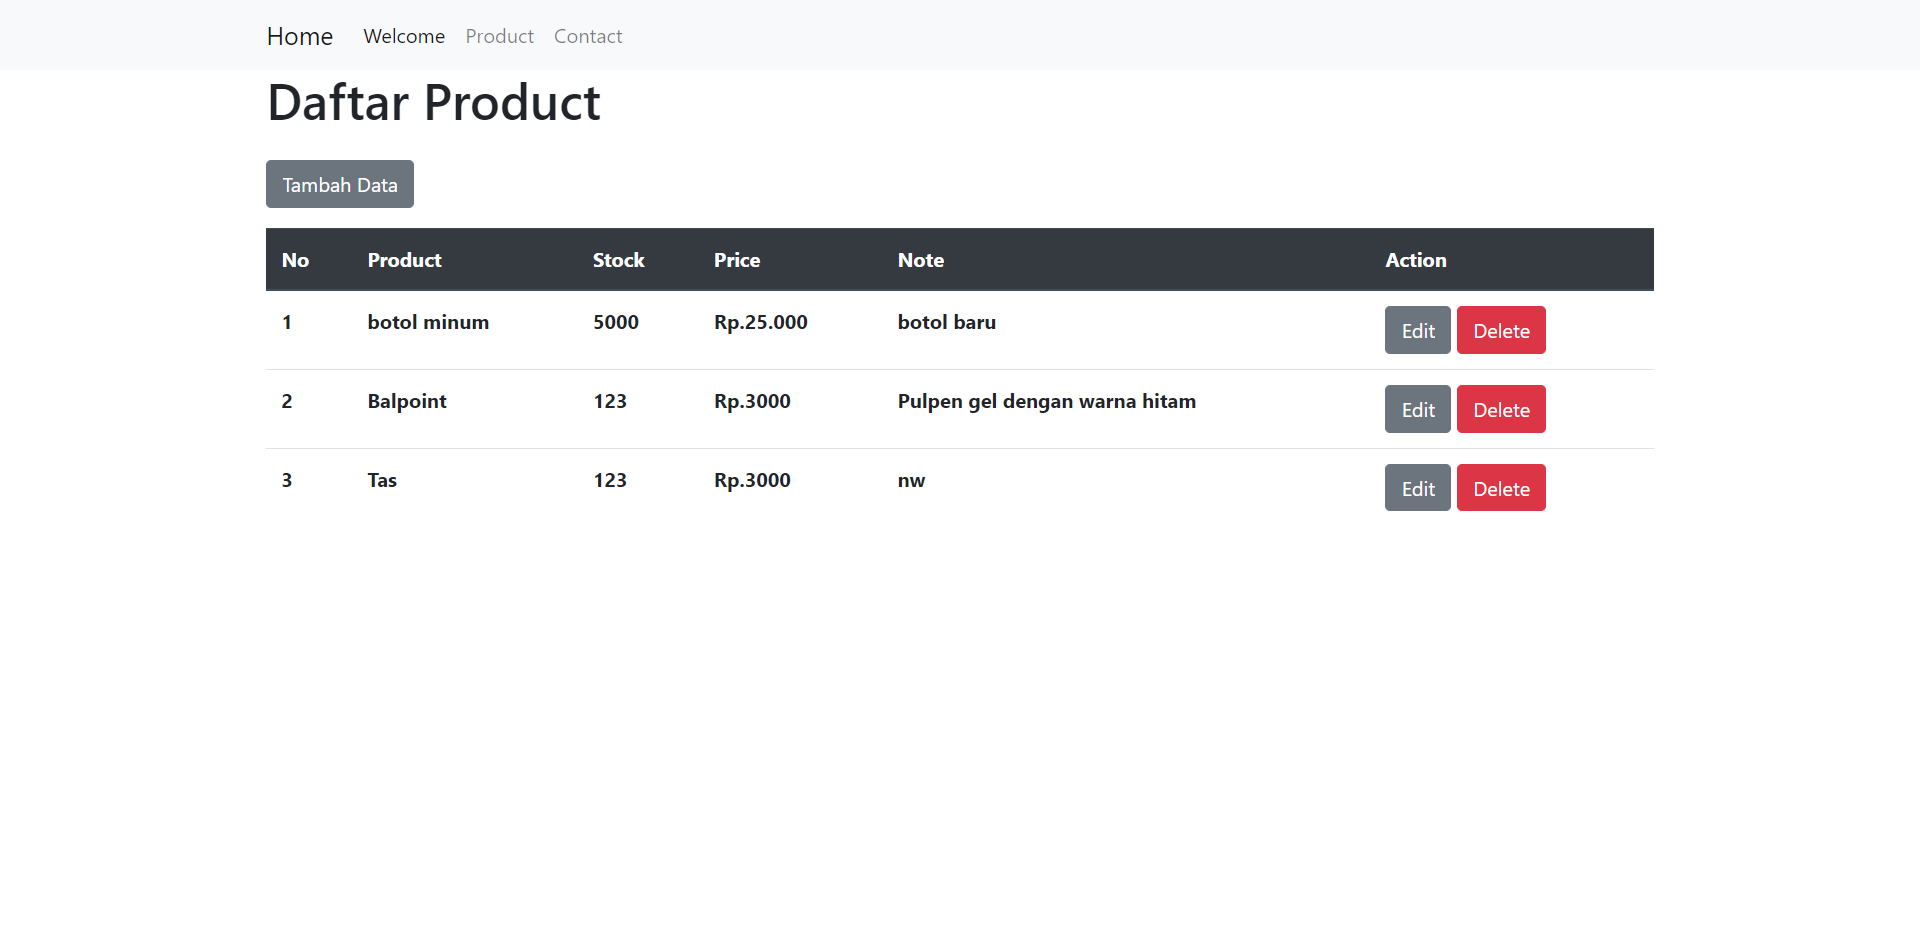 Home Welcome Product Contact
Daftar Product
Tambah Data
No Product Stock Price Note Action
1 botol minum 5000 Rp.25.000 botol baru Edit Delete
2 Balpoint 123 Rp.3000 Pulpen gel dengan warna hitam Edit Delete
3 Tas 123 Rp.3000 nw Edit Delete